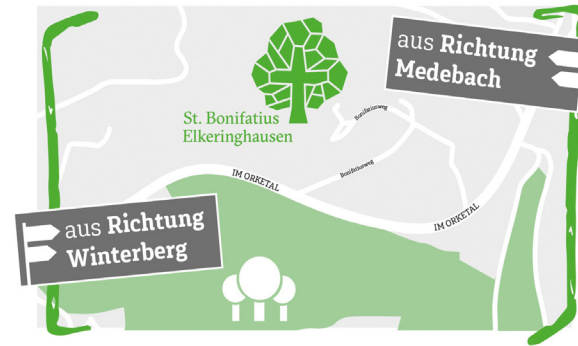 aus Richtung
Medebach
St. Bonifatius
Elkeringhausen
Bonifatiusweg
Bonifatiusweg
IM ORKETAL
IM ORKETAL
aus Richtung
Winterberg